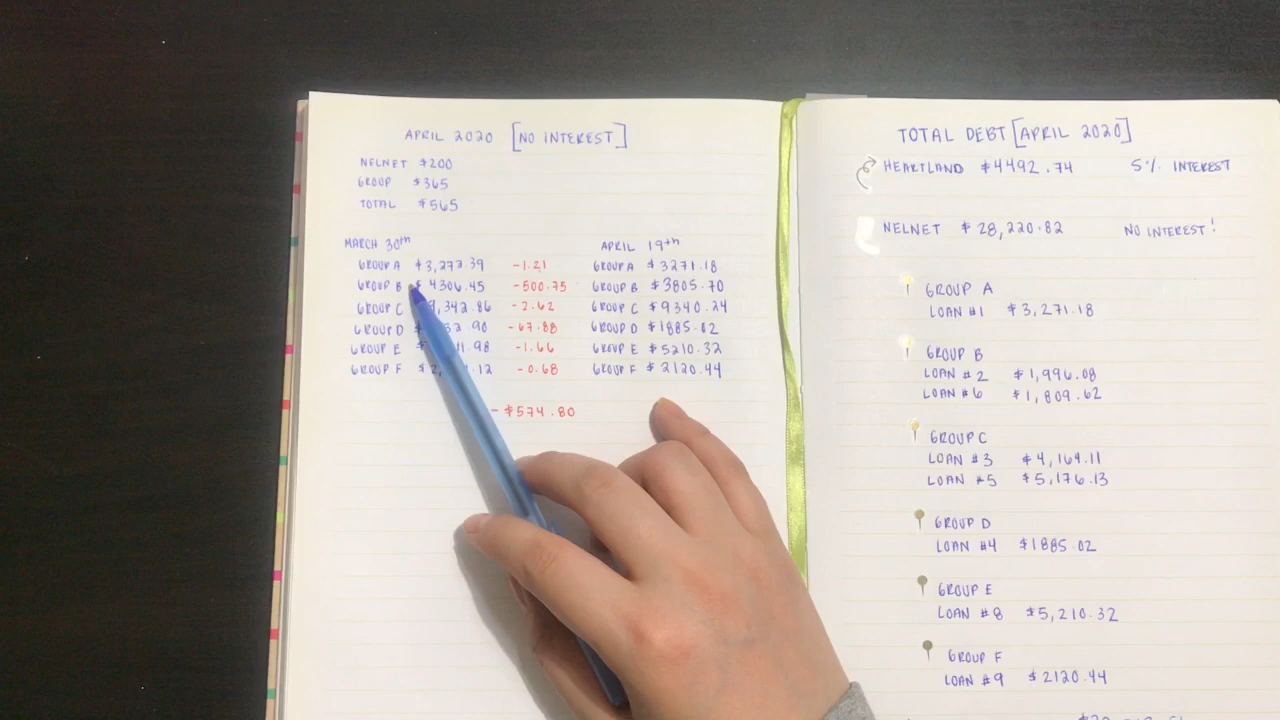 APRIL 2020 [NO INTEREST]
NELNET $200
GROUP $365
TOTAL $565
MARCH 30th APRIL 19th
GROUP A $3,272.39 -1.21 GROUP A $3271.18
GROUP B $4306.45 -500.75 GROUP B $3805.70
GROUP C 9,342.86 -2.62 GROUP C $9340.24
GROUP D -67.88 GROUP D $1885.02
GROUP E -1.66 GROUP E $5210.32
GROUP F -0.68 GROUP F $2120.44
- $574.80
TOTAL DEBT [APRIL 2020]
HEARTLAND $4492.74 5% INTEREST
NELNET $28,220.82 NO INTEREST!
GROUP A
LOAN #1 $3,271.18
GROUP B
LOAN #2 $1,996.08
LOAN #6 $1,809.62
GROUP C
LOAN #3 $4,164.11
LOAN #5 $5,176.13
GROUP D
LOAN #4 $1885.02
GROUP E
LOAN #8 $5,210.32
GROUP F
LOAN #9 $2120.44